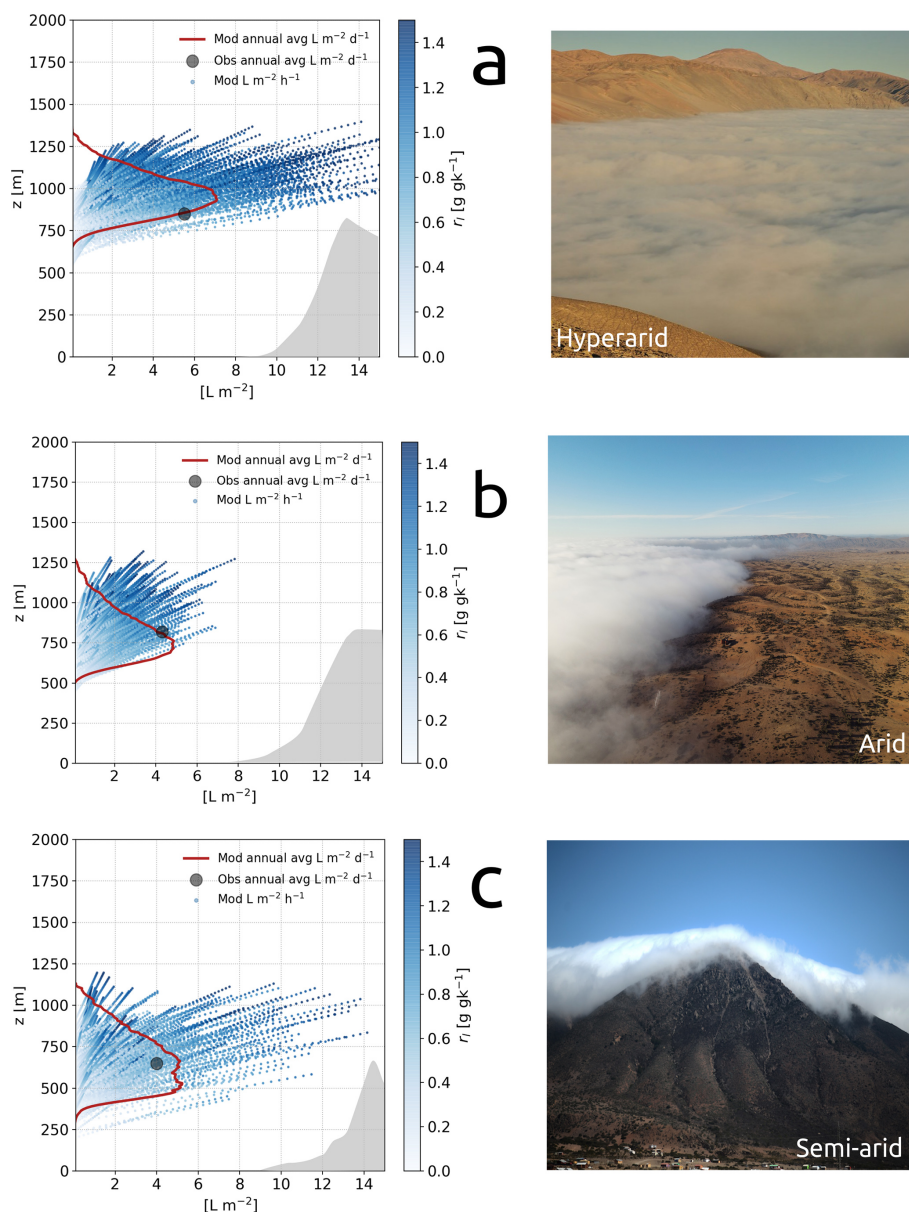 2000
1750
1500
1250
1000
750
500
250
0
z [m]
2 4 6 8 10 12 14
[L m⁻²]
Mod annual avg L m⁻² d⁻¹
Obs annual avg L m⁻² d⁻¹
Mod L m⁻² h⁻¹
1.4
1.2
1.0
0.8
0.6
0.4
0.2
0.0
r_l [g gk⁻¹]
a
Hyperarid
2000
1750
1500
1250
1000
750
500
250
0
z [m]
2 4 6 8 10 12 14
[L m⁻²]
Mod annual avg L m⁻² d⁻¹
Obs annual avg L m⁻² d⁻¹
Mod L m⁻² h⁻¹
1.4
1.2
1.0
0.8
0.6
0.4
0.2
0.0
r_l [g gk⁻¹]
b
Arid
2000
1750
1500
1250
1000
750
500
250
0
z [m]
2 4 6 8 10 12 14
[L m⁻²]
Mod annual avg L m⁻² d⁻¹
Obs annual avg L m⁻² d⁻¹
Mod L m⁻² h⁻¹
1.4
1.2
1.0
0.8
0.6
0.4
0.2
0.0
r_l [g gk⁻¹]
c
Semi-arid